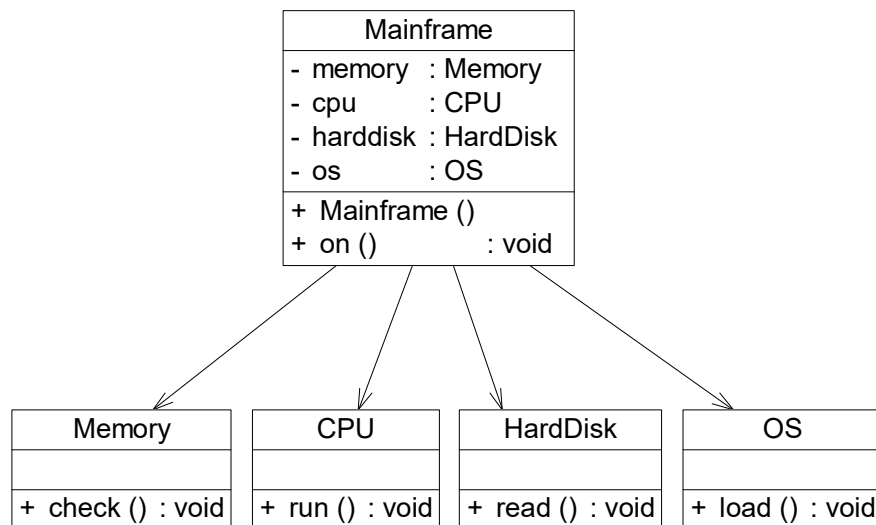 Mainframe
- memory : Memory
- cpu : CPU
- harddisk : HardDisk
- os : OS
+ Mainframe ()
+ on () : void
Memory
+ check () : void
CPU
+ run () : void
HardDisk
+ read () : void
OS
+ load () : void